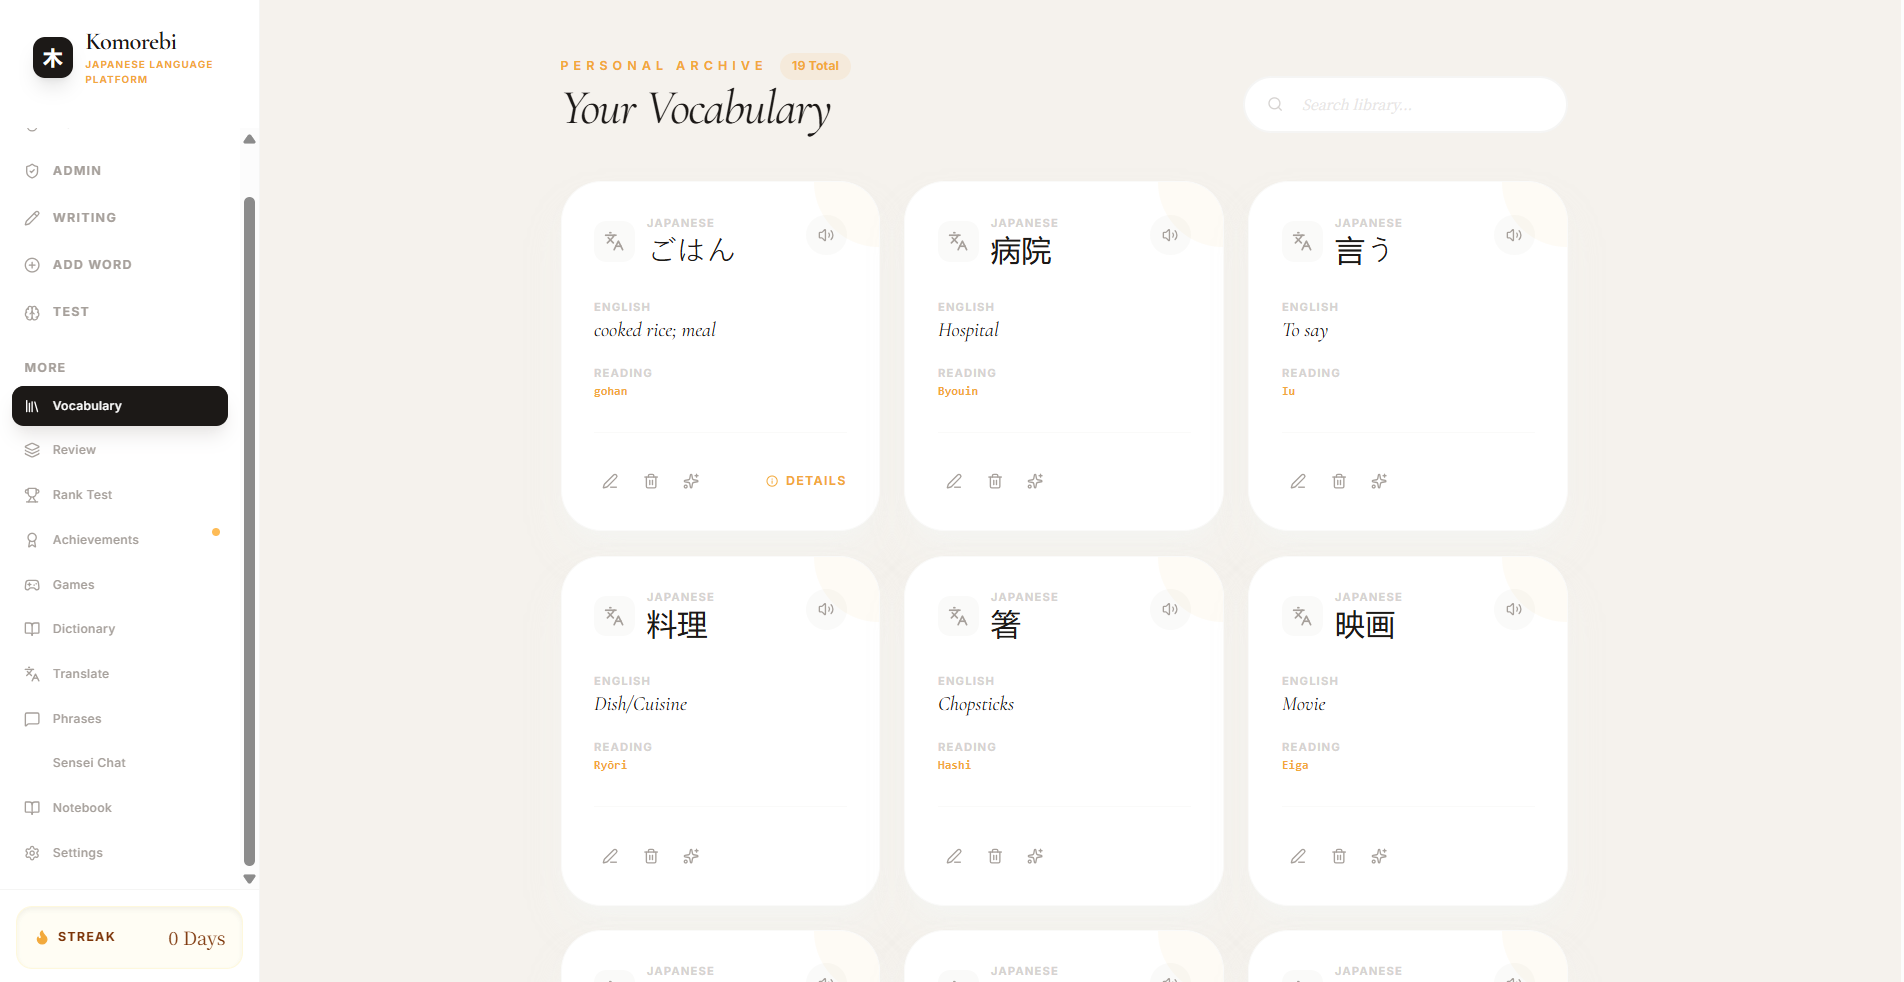 木
Komorebi
JAPANESE LANGUAGE
PLATFORM
ADMIN
WRITING
ADD WORD
TEST
MORE
Vocabulary
Review
Rank Test
Achievements
Games
Dictionary
Translate
Phrases
Sensei Chat
Notebook
Settings
STREAK 0 Days
PERSONAL ARCHIVE 19 Total
Your Vocabulary
Search library...
JAPANESE
ごはん
ENGLISH
cooked rice; meal
READING
gohan
DETAILS
JAPANESE
病院
ENGLISH
Hospital
READING
Byouin
JAPANESE
言う
ENGLISH
To say
READING
Iu
JAPANESE
料理
ENGLISH
Dish/Cuisine
READING
Ryōri
JAPANESE
箸
ENGLISH
Chopsticks
READING
Hashi
JAPANESE
映画
ENGLISH
Movie
READING
Eiga
JAPANESE
JAPANESE
JAPANESE